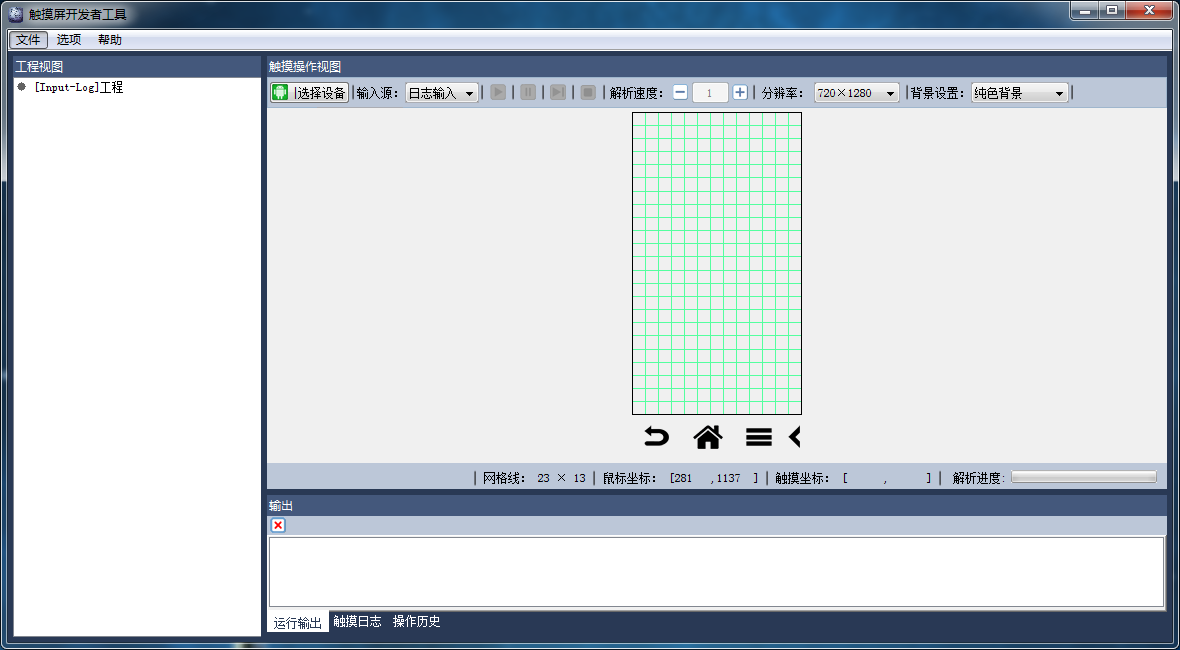 触摸屏开发者工具
文件 选项 帮助
工程视图
[Input-Log]工程
触摸操作视图
|选择设备 |输入源: 日志输入 | | | | |解析速度: 1 | 分辨率: 720×1280 |背景设置: 纯色背景 |
| 网格线: 23 × 13 | 鼠标坐标: [281 ,1137 ] | 触摸坐标: [ , ] | 解析进度:
输出
运行输出 触摸日志 操作历史